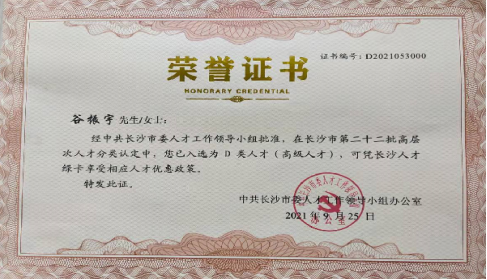 证书编号：D2021053000
荣誉证书
HONORARY CREDENTIAL
谷振宇 先生/女士：
经中共长沙市委人才工作领导小组批准，在长沙市第二十二批高层
次人才分类认定中，您已入选为 D 类人才（高级人才），可凭长沙人才
绿卡享受相应人才优惠政策。
特发此证。
中共长沙市委人才工作领导小组办公室
2021 年 9 月 25 日